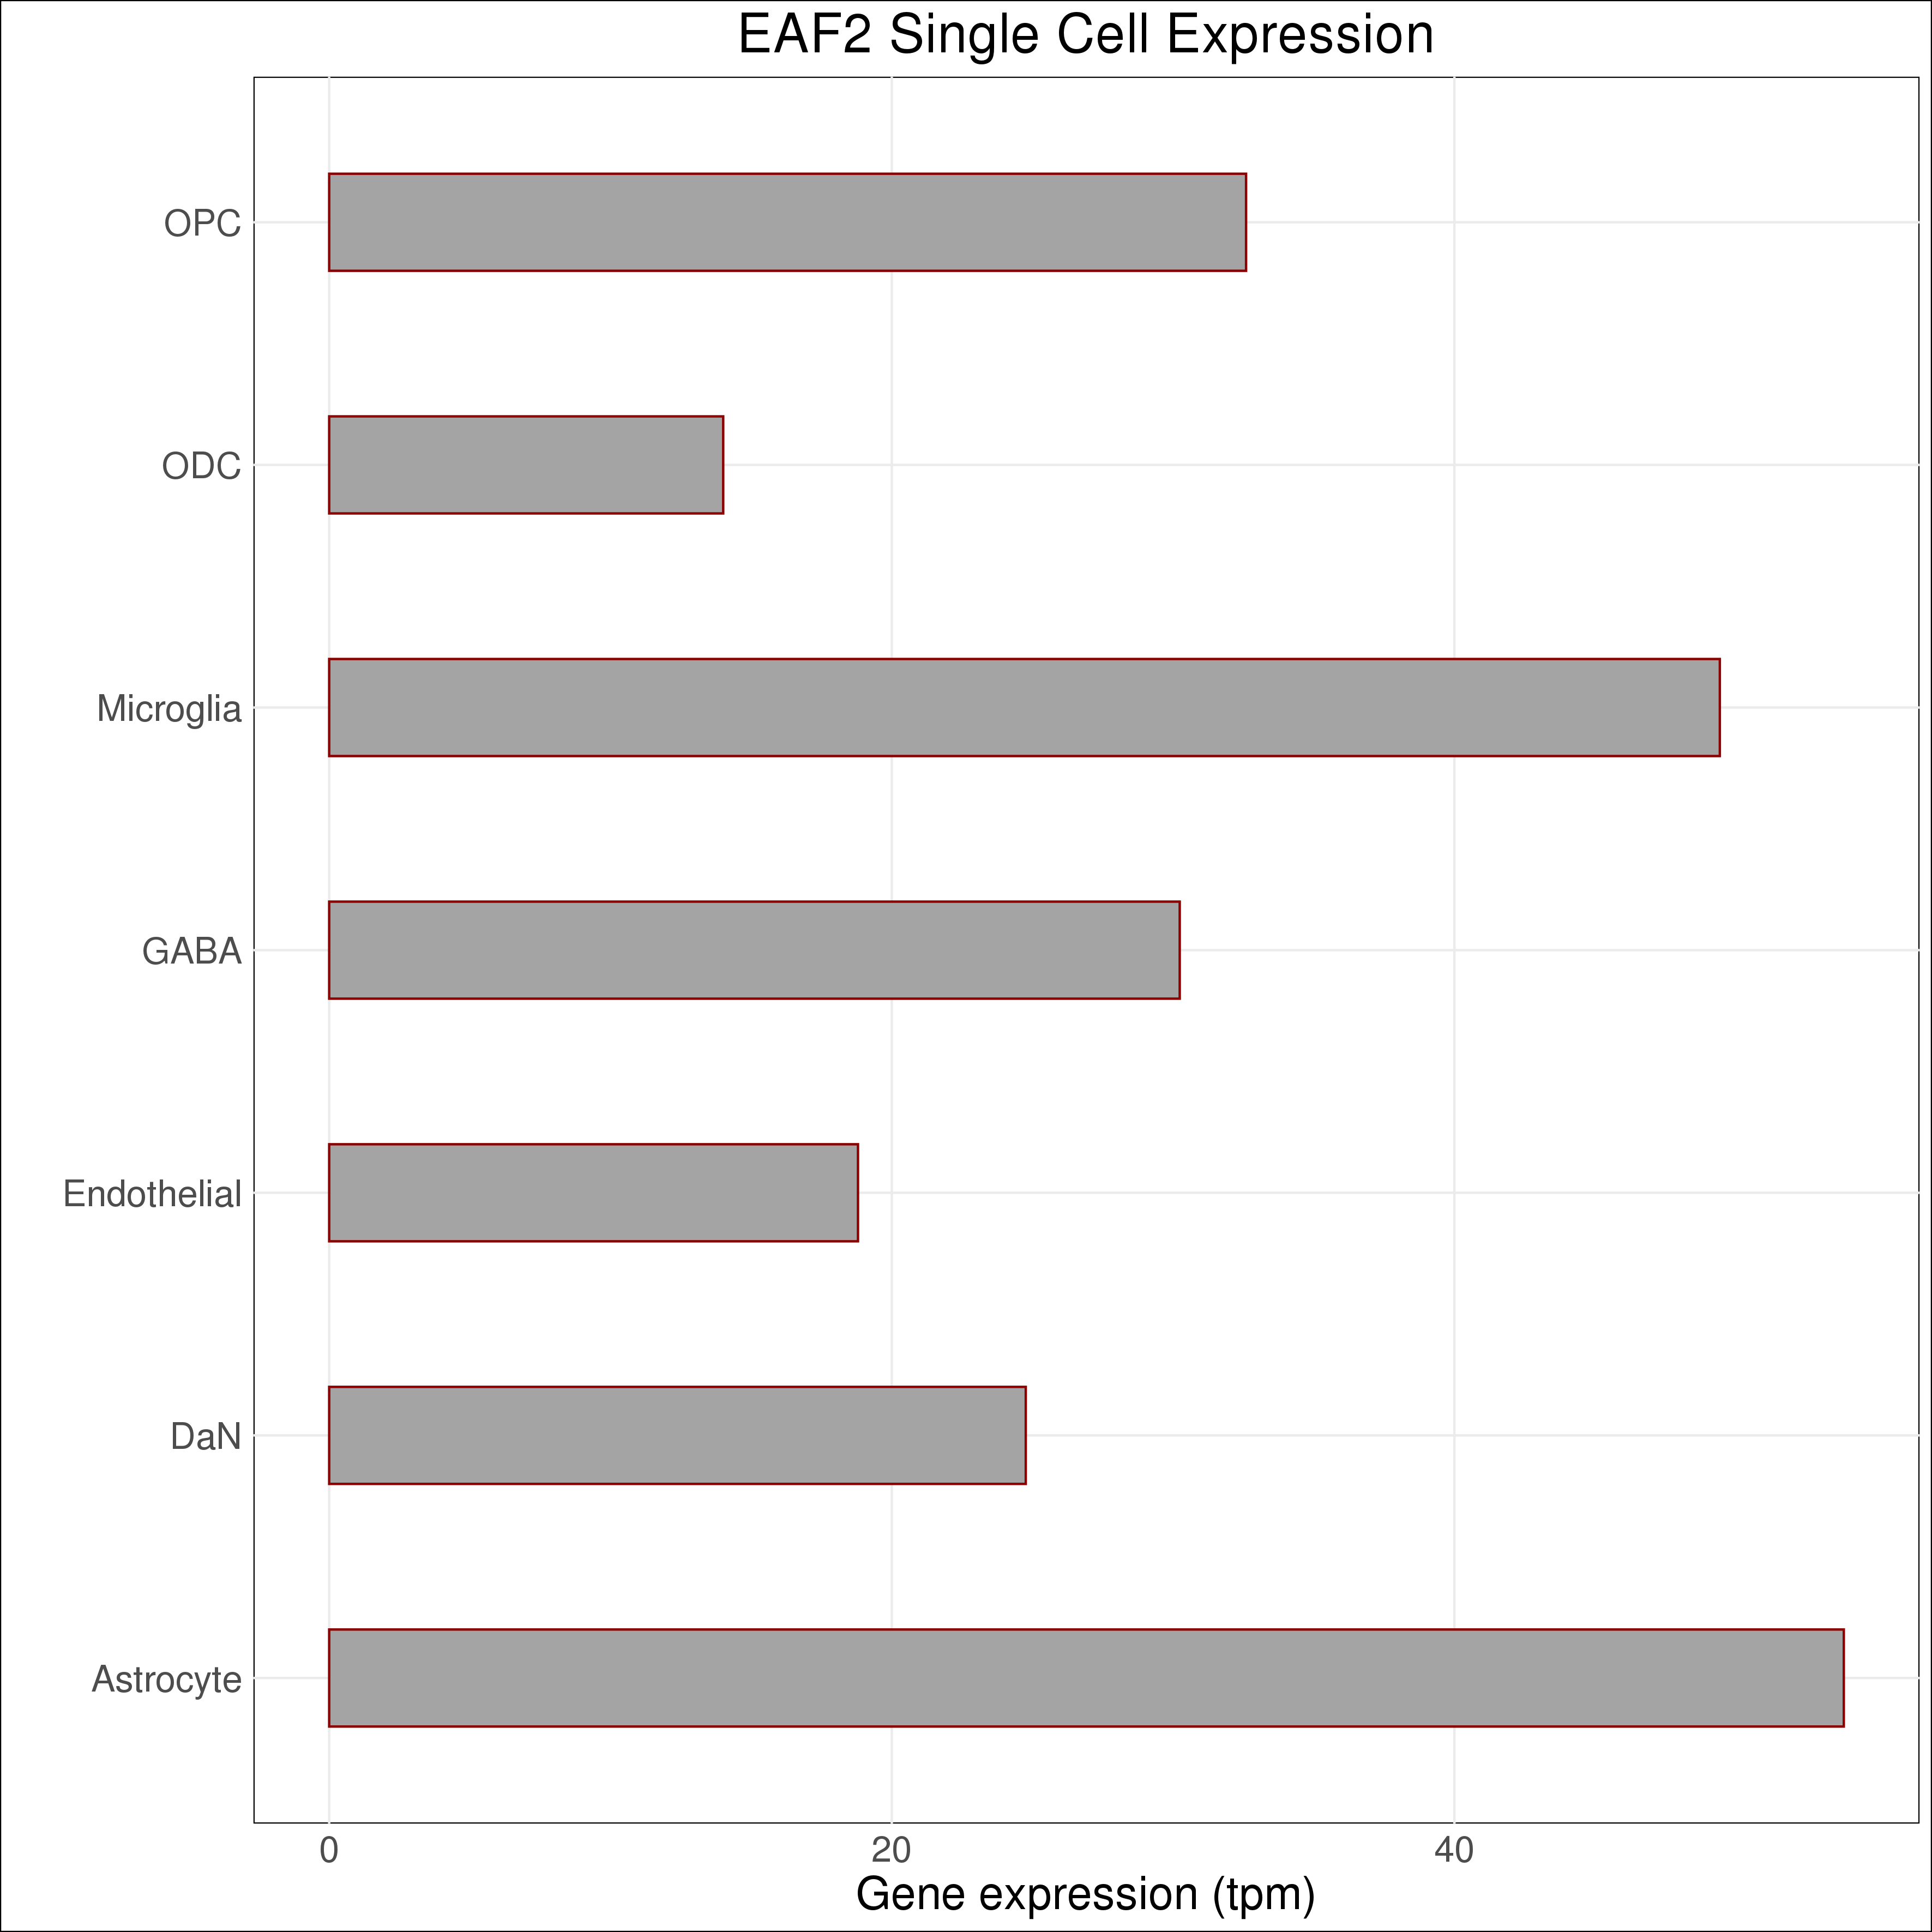 EAF2 Single Cell Expression
OPC
ODC
Microglia
GABA
Endothelial
DaN
Astrocyte
0 20 40
Gene expression (tpm)